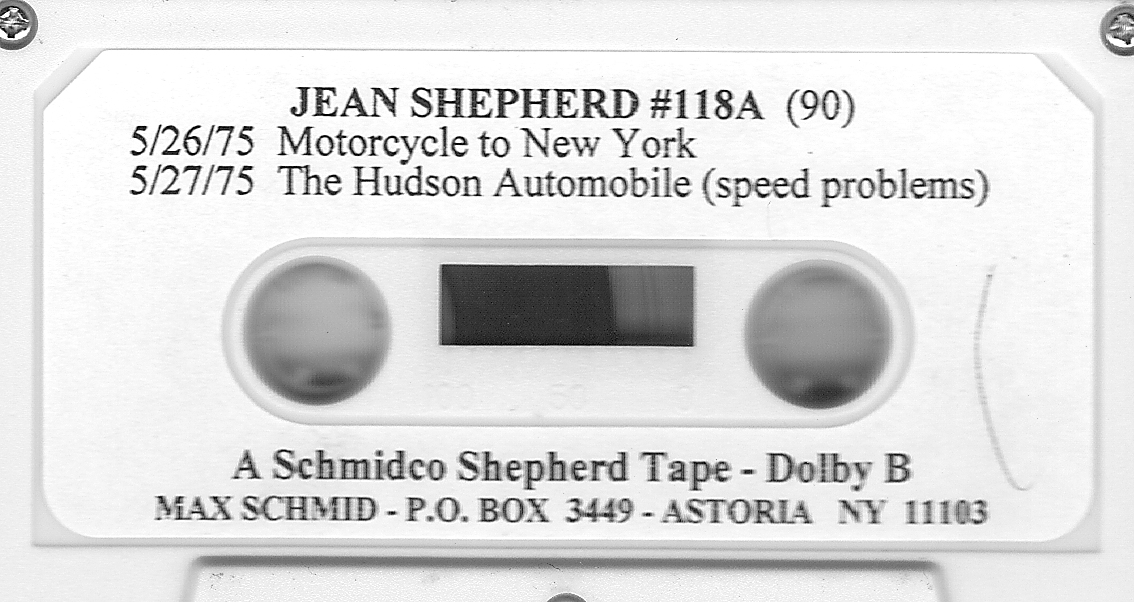 JEAN SHEPHERD #118A (90)
5/26/75 Motorcycle to New York
5/27/75 The Hudson Automobile (speed problems)
A Schmidco Shepherd Tape - Dolby B
MAX SCHMID - P.O. BOX 3449 - ASTORIA NY 11103